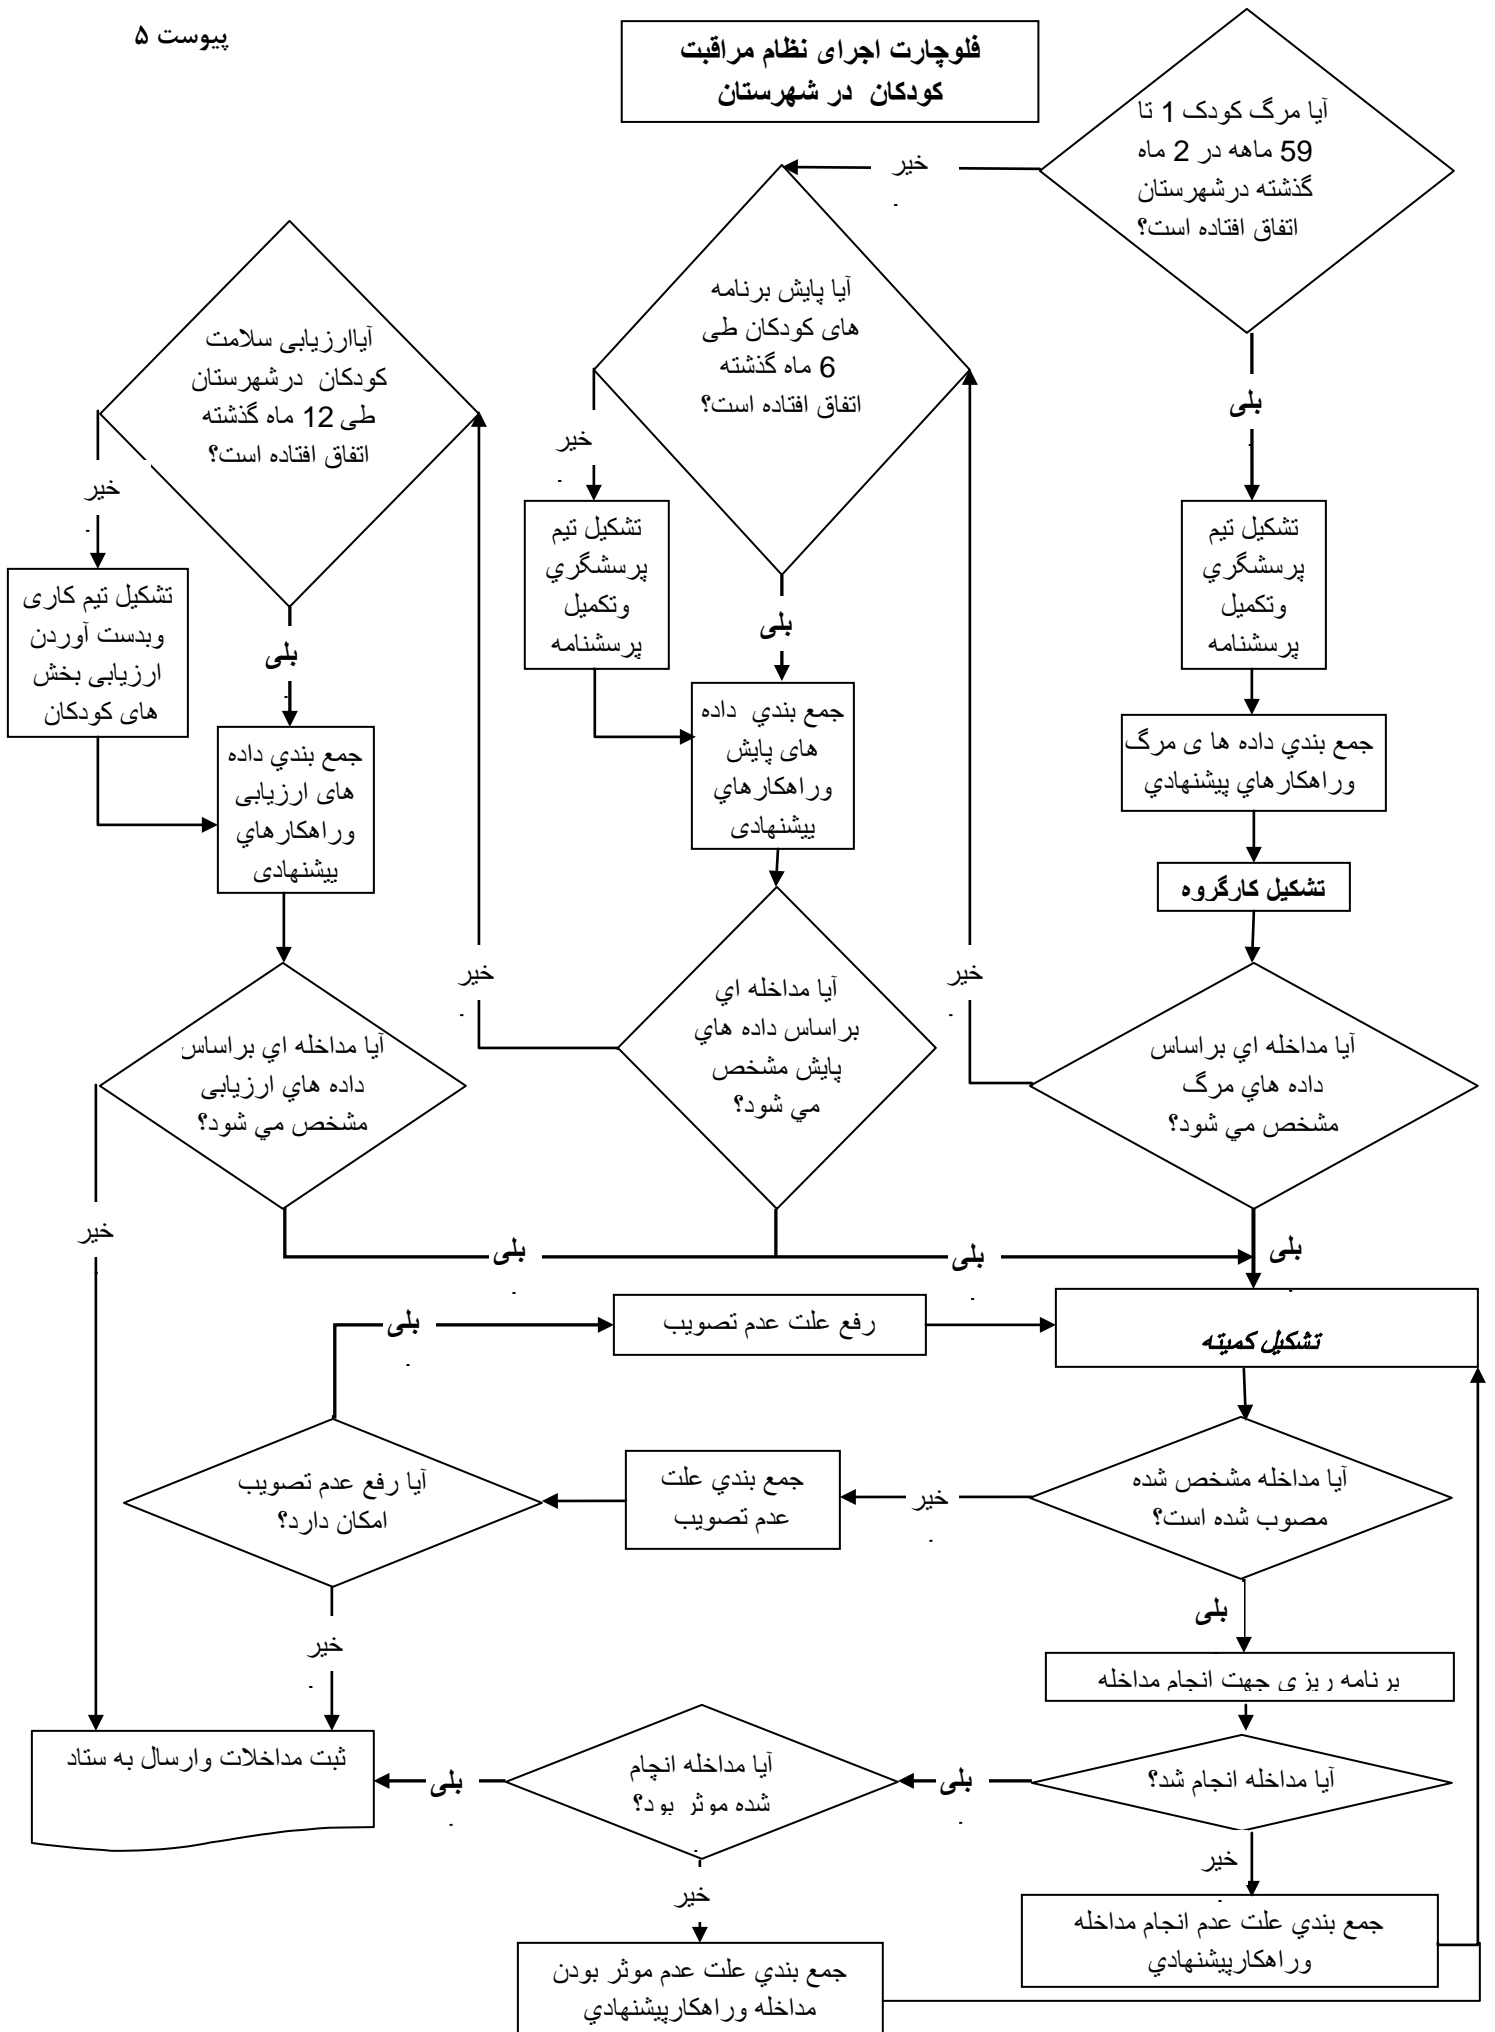 پیوست ۵
فلوچارت اجرای نظام مراقبت
کودکان در شهرستان
آیا مرگ کودک 1 تا
59 ماهه در 2 ماه
گذشته درشهرستان
اتفاق افتاده است؟
خیر
بلی
تشکیل تیم
پرسشگري
وتکمیل
پرسشنامه
جمع بندي داده ها ی مرگ
وراهکارهاي پیشنهادي
تشکیل کارگروه
آیا مداخله اي براساس
داده هاي مرگ
مشخص مي شود؟
خیر
بلی
آیا پایش برنامه
های کودکان طی
6 ماه گذشته
اتفاق افتاده است؟
خیر
بلی
تشکیل تیم
پرسشگري
وتکمیل
پرسشنامه
جمع بندي داده
های پایش
وراهکارهاي
پیشنهادی
آیا مداخله اي
براساس داده هاي
پایش مشخص
مي شود؟
خیر
بلی
آیاارزیابی سلامت
کودکان درشهرستان
طی 12 ماه گذشته
اتفاق افتاده است؟
خیر
بلی
تشکیل تیم کاری
وبدست آوردن
ارزیابی بخش
های کودکان
جمع بندي داده
های ارزیابی
وراهکارهاي
پیشنهادی
آیا مداخله اي براساس
داده هاي ارزیابی
مشخص مي شود؟
خیر
بلی
تشکیل کمیته
رفع علت عدم تصویب
بلی
آیا مداخله مشخص شده
مصوب شده است؟
خیر
جمع بندي علت
عدم تصویب
آیا رفع عدم تصویب
امکان دارد؟
خیر
بلی
برنامه ریزی جهت انجام مداخله
آیا مداخله انجام شد؟
بلی
آیا مداخله انچام
شده موثر بود؟
بلی
ثبت مداخلات وارسال به ستاد
خیر
جمع بندي علت عدم انجام مداخله
وراهکارپیشنهادي
خیر
جمع بندي علت عدم موثر بودن
مداخله وراهکارپیشنهادي